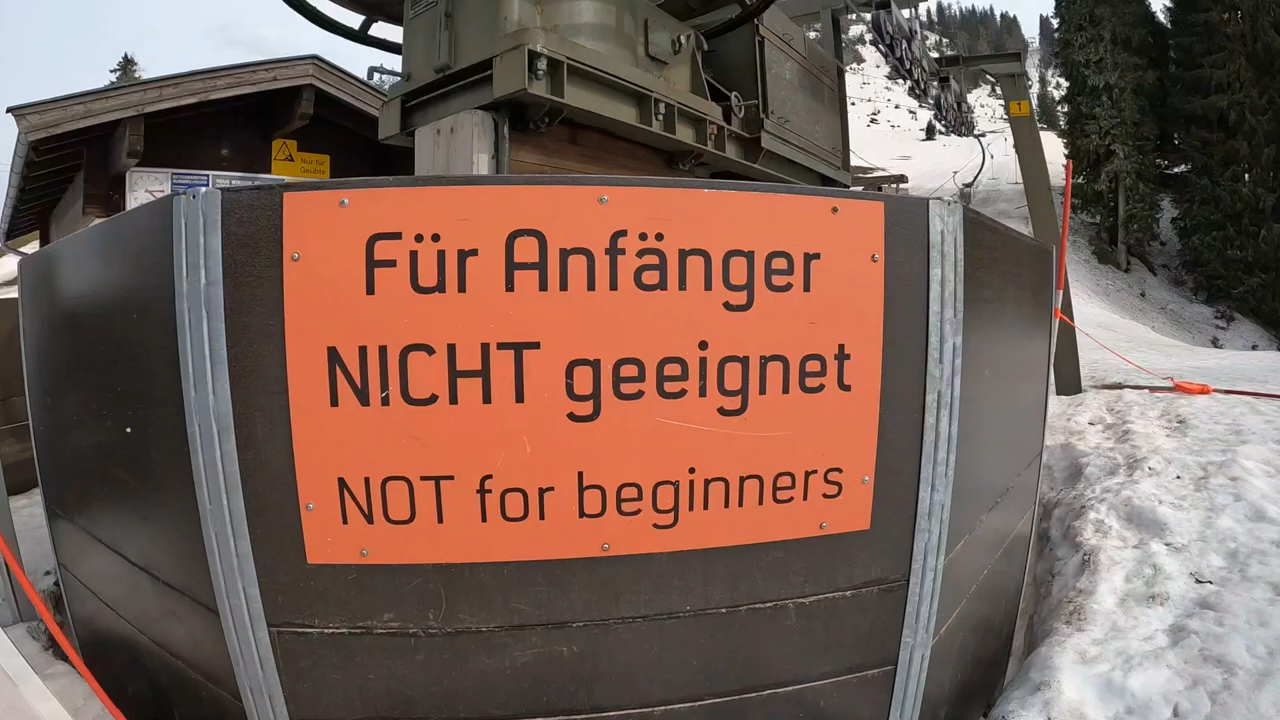 1
Nur für
Geübte
Für Anfänger
NICHT geeignet
NOT for beginners